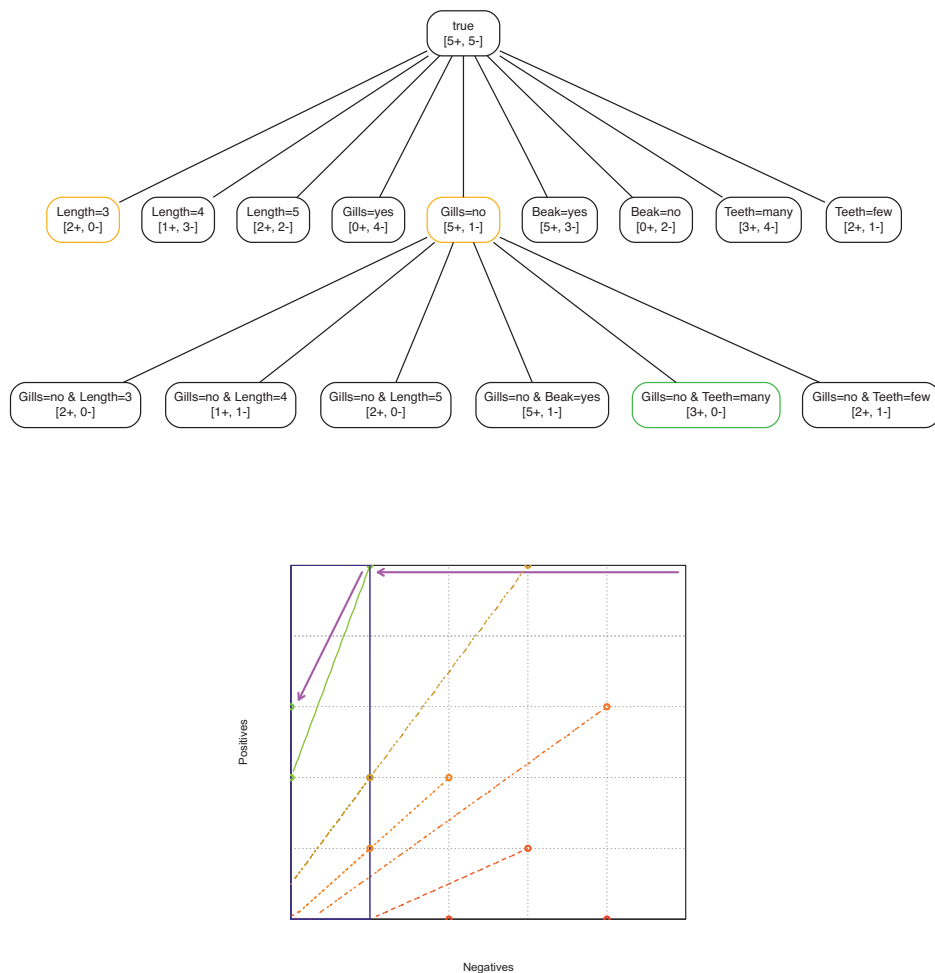 true
[5+, 5-]
Length=3
[2+, 0-]
Length=4
[1+, 3-]
Length=5
[2+, 2-]
Gills=yes
[0+, 4-]
Gills=no
[5+, 1-]
Beak=yes
[5+, 3-]
Beak=no
[0+, 2-]
Teeth=many
[3+, 4-]
Teeth=few
[2+, 1-]
Gills=no & Length=3
[2+, 0-]
Gills=no & Length=4
[1+, 1-]
Gills=no & Length=5
[2+, 0-]
Gills=no & Beak=yes
[5+, 1-]
Gills=no & Teeth=many
[3+, 0-]
Gills=no & Teeth=few
[2+, 1-]
Positives
Negatives